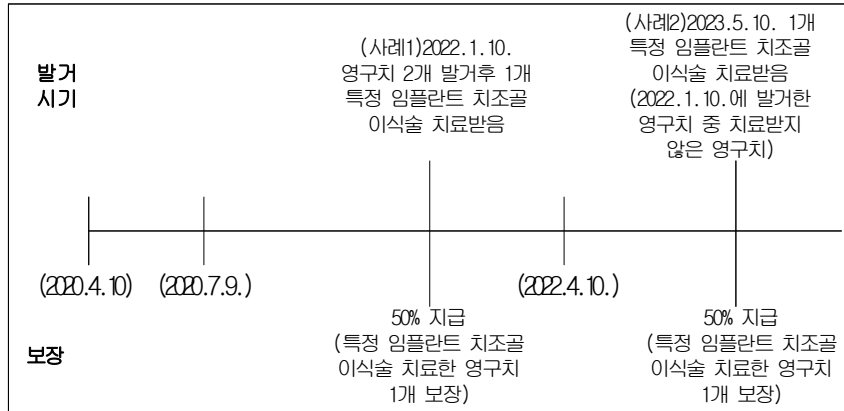 발거
시기
(사례1)2022.1.10.
영구치 2개 발거후 1개
특정 임플란트 치조골
이식술 치료받음
(사례2)2023.5.10. 1개
특정 임플란트 치조골
이식술 치료받음
(2022.1.10.에 발거한
영구치 중 치료받지
않은 영구치)
(2020.4.10)
(2020.7.9.)
(2022.4.10.)
보장
50% 지급
(특정 임플란트 치조골
이식술 치료한 영구치
1개 보장)
50% 지급
(특정 임플란트 치조골
이식술 치료한 영구치
1개 보장)